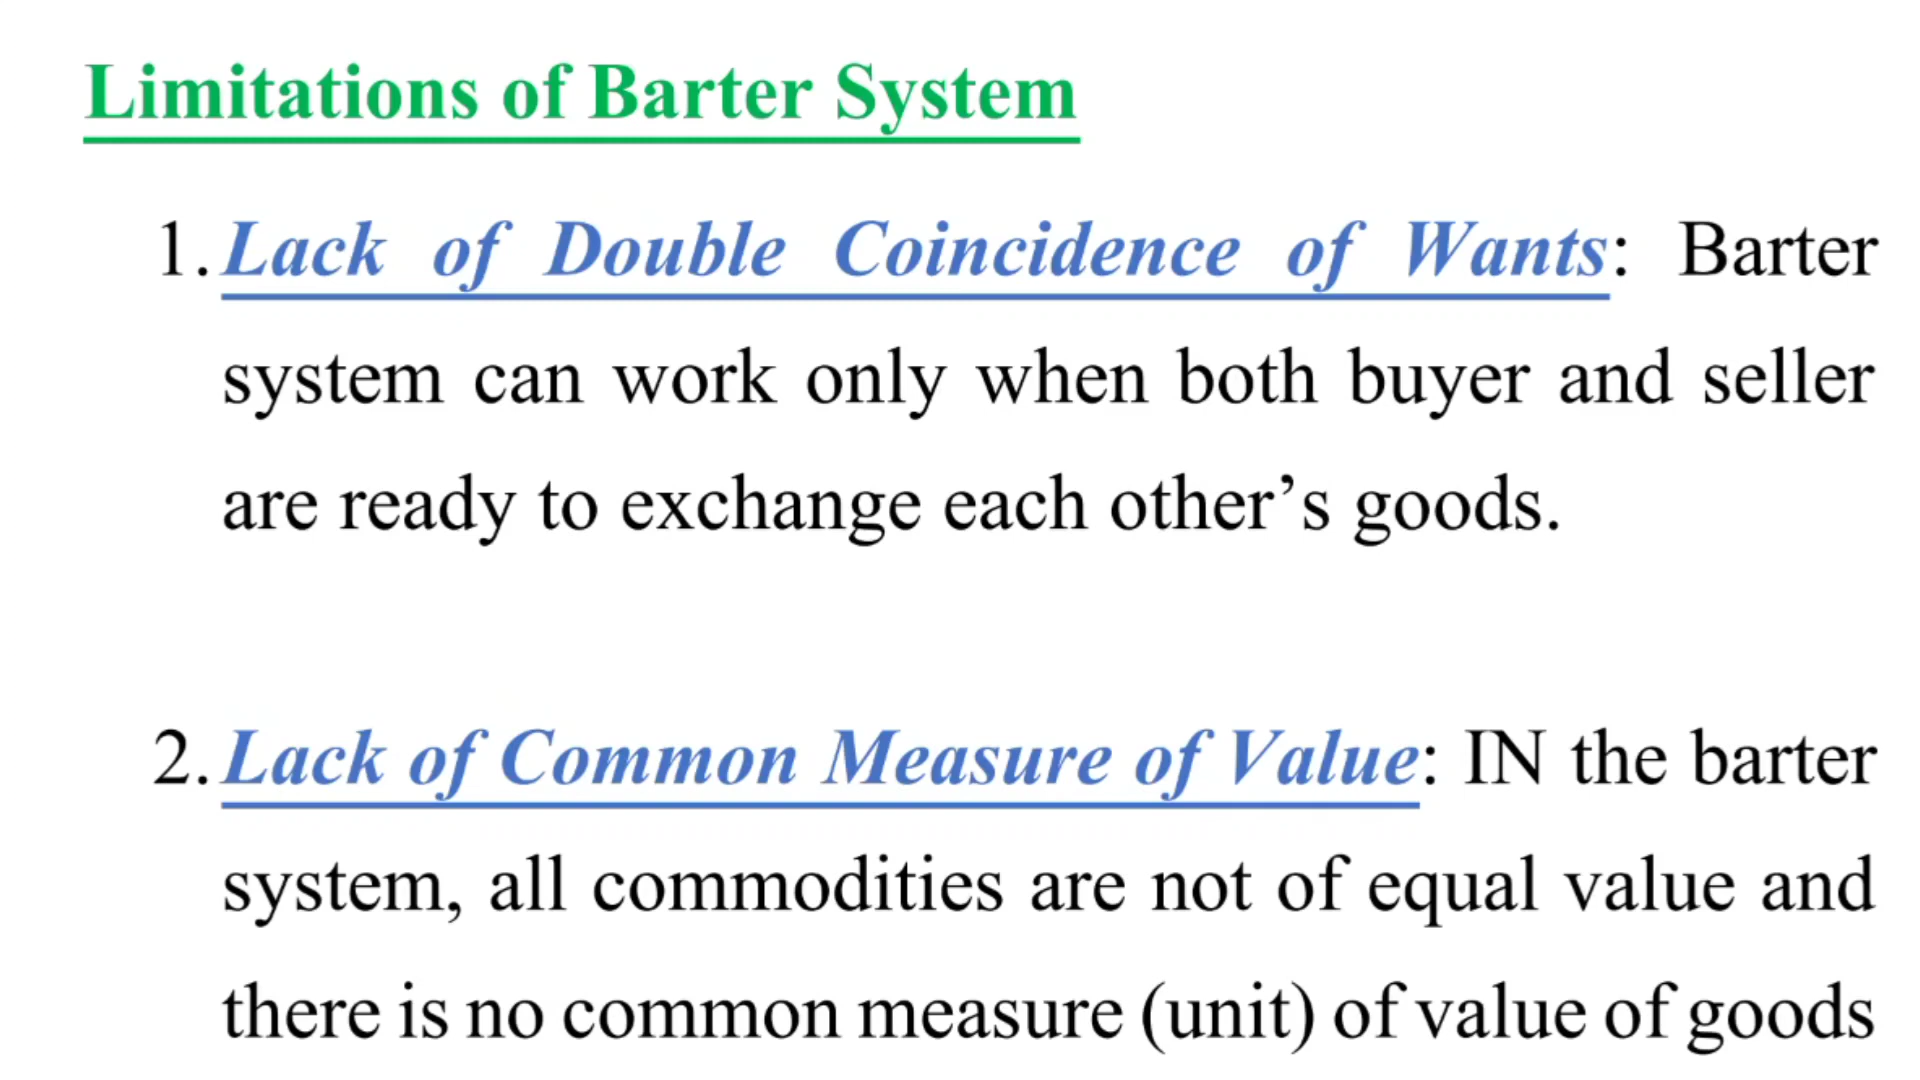 Limitations of Barter System
1. Lack of Double Coincidence of Wants: Barter
system can work only when both buyer and seller
are ready to exchange each other’s goods.
2. Lack of Common Measure of Value: IN the barter
system, all commodities are not of equal value and
there is no common measure (unit) of value of goods